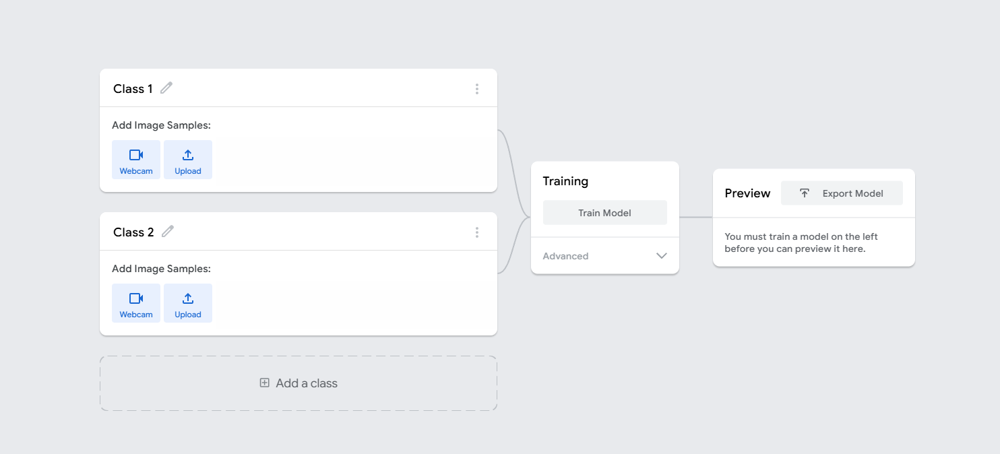 Class 1
Add Image Samples:
Webcam
Upload
Class 2
Add Image Samples:
Webcam
Upload
Add a class
Training
Train Model
Advanced
Preview
Export Model
You must train a model on the left
before you can preview it here.